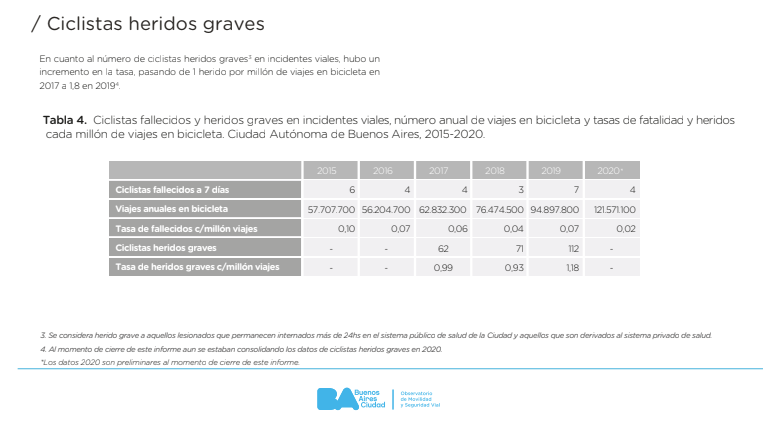 / Ciclistas heridos graves
En cuanto al número de ciclistas heridos graves³ en incidentes viales, hubo un
incremento en la tasa, pasando de 1 herido por millón de viajes en bicicleta en
2017 a 1,8 en 2019⁴.
Tabla 4. Ciclistas fallecidos y heridos graves en incidentes viales, número anual de viajes en bicicleta y tasas de fatalidad y heridos
cada millón de viajes en bicicleta. Ciudad Autónoma de Buenos Aires, 2015-2020.
2015 2016 2017 2018 2019 2020*
Ciclistas fallecidos a 7 días 6 4 4 3 7 4
Viajes anuales en bicicleta 57.707.700 56.204.700 62.832.300 76.474.500 94.897.800 121.571.100
Tasa de fallecidos c/millón viajes 0,10 0,07 0,06 0,04 0,07 0,02
Ciclistas heridos graves - - 62 71 112 -
Tasa de heridos graves c/millón viajes - - 0,99 0,93 1,18 -
3. Se considera herido grave a aquellos lesionados que permanecen internados más de 24hs en el sistema público de salud de la Ciudad y aquellos que son derivados al sistema privado de salud.
4. Al momento de cierre de este informe aun se estaban consolidando los datos de ciclistas heridos graves en 2020.
*Los datos 2020 son preliminares al momento de cierre de este informe.
BA Buenos
Aires
Ciudad
Observatorio
de Movilidad
y Seguridad Vial